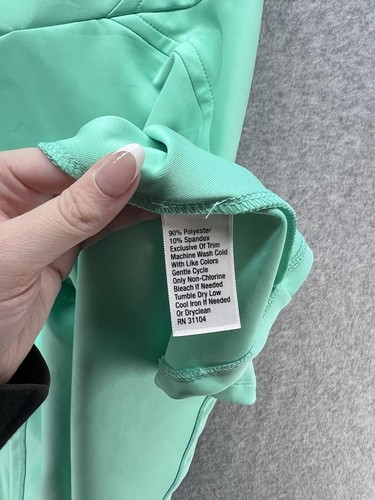 90% Polyester
10% Spandex
Exclusive Of Trim
Machine Wash Cold
With Like Colors
Gentle Cycle
Only Non-Chlorine
Bleach If Needed
Tumble Dry Low
Cool Iron If Needed
Or Dryclean
RN 31104